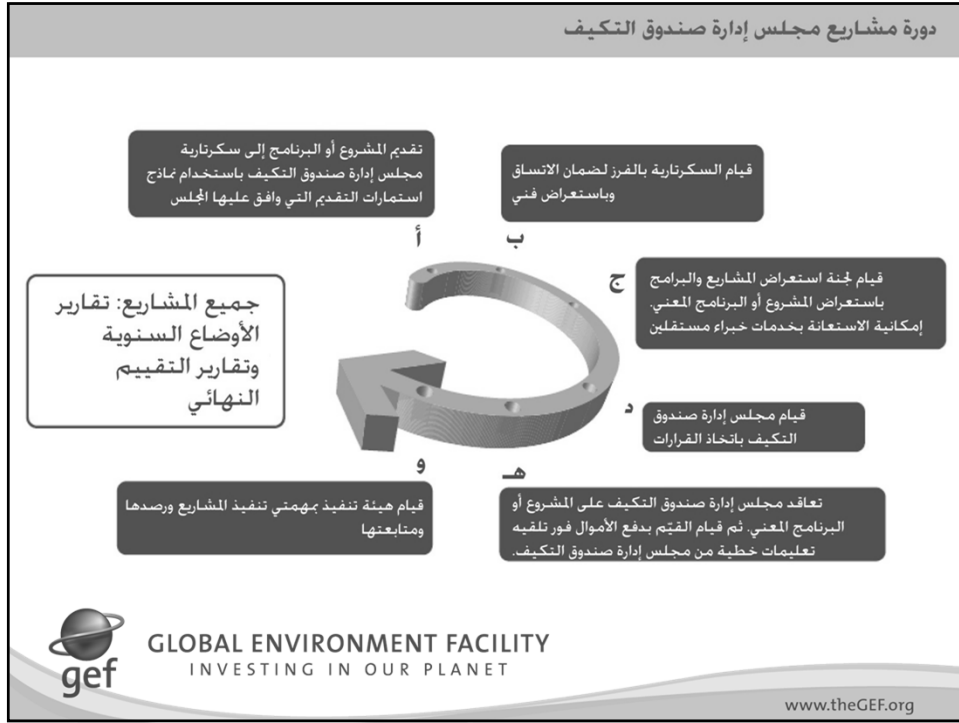 دورة مشاريع مجلس إدارة صندوق التكيف
تقديم المشروع أو البرنامج إلى سكرتارية
مجلس إدارة صندوق التكيف باستخدام نماذج
استمارات التقديم التي وافق عليها المجلس
أ
قيام السكرتارية بالفرز لضمان الاتساق
وباستعراض فني
ب
قيام لجنة استعراض المشاريع والبرامج
باستعراض المشروع أو البرنامج المعني.
إمكانية الاستعانة بخدمات خبراء مستقلين
ج
قيام مجلس إدارة صندوق
التكيف باتخاذ القرارات
د
هـ
تعاقد مجلس إدارة صندوق التكيف على المشروع أو
البرنامج المعني. ثم قيام القيّم بدفع الأموال فور تلقيه
تعليمات خطية من مجلس إدارة صندوق التكيف.
و
قيام هيئة تنفيذ بمهمتي تنفيذ المشاريع ورصدها
ومتابعتها
جميع المشاريع: تقارير
الأوضاع السنوية
وتقارير التقييم
النهائي
gef
GLOBAL ENVIRONMENT FACILITY
INVESTING IN OUR PLANET
www.theGEF.org